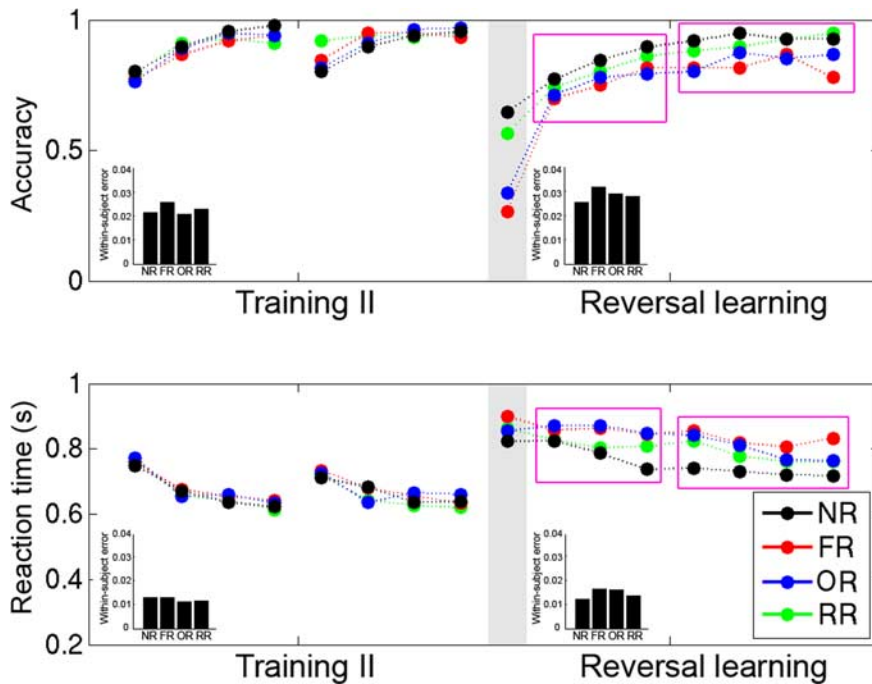 1
0.5
0
Accuracy
0.04
0.03
0.02
0.01
0
Within-subject error
NR FR OR RR
0.04
0.03
0.02
0.01
0
Within-subject error
NR FR OR RR
Training II
Reversal learning
1
0.8
0.6
0.4
0.2
Reaction time (s)
0.04
0.03
0.02
0.01
0
Within-subject error
NR FR OR RR
0.04
0.03
0.02
0.01
0
Within-subject error
NR FR OR RR
NR
FR
OR
RR
Training II
Reversal learning